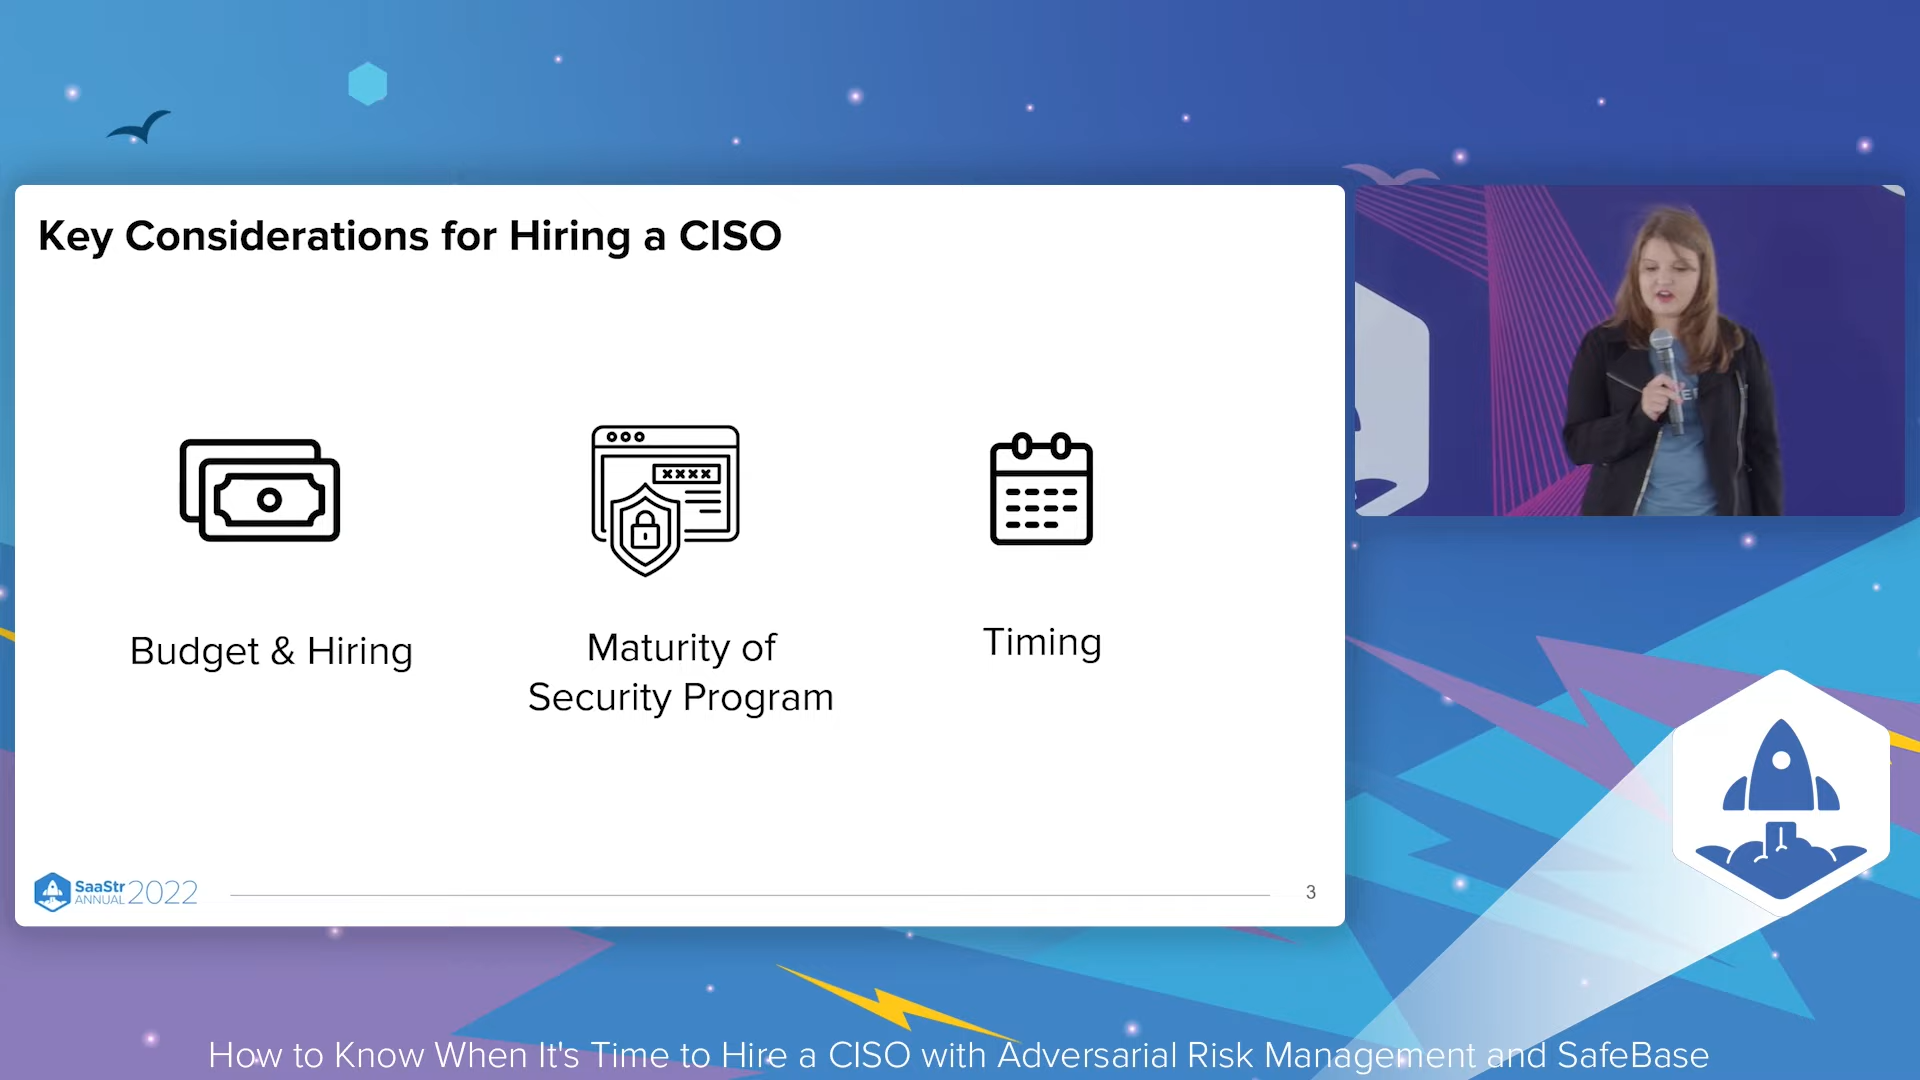 Key Considerations for Hiring a CISO
xxxx
Budget & Hiring
Maturity of
Security Program
Timing
SaaStr
ANNUAL 2022
3
How to Know When It's Time to Hire a CISO with Adversarial Risk Management and SafeBase